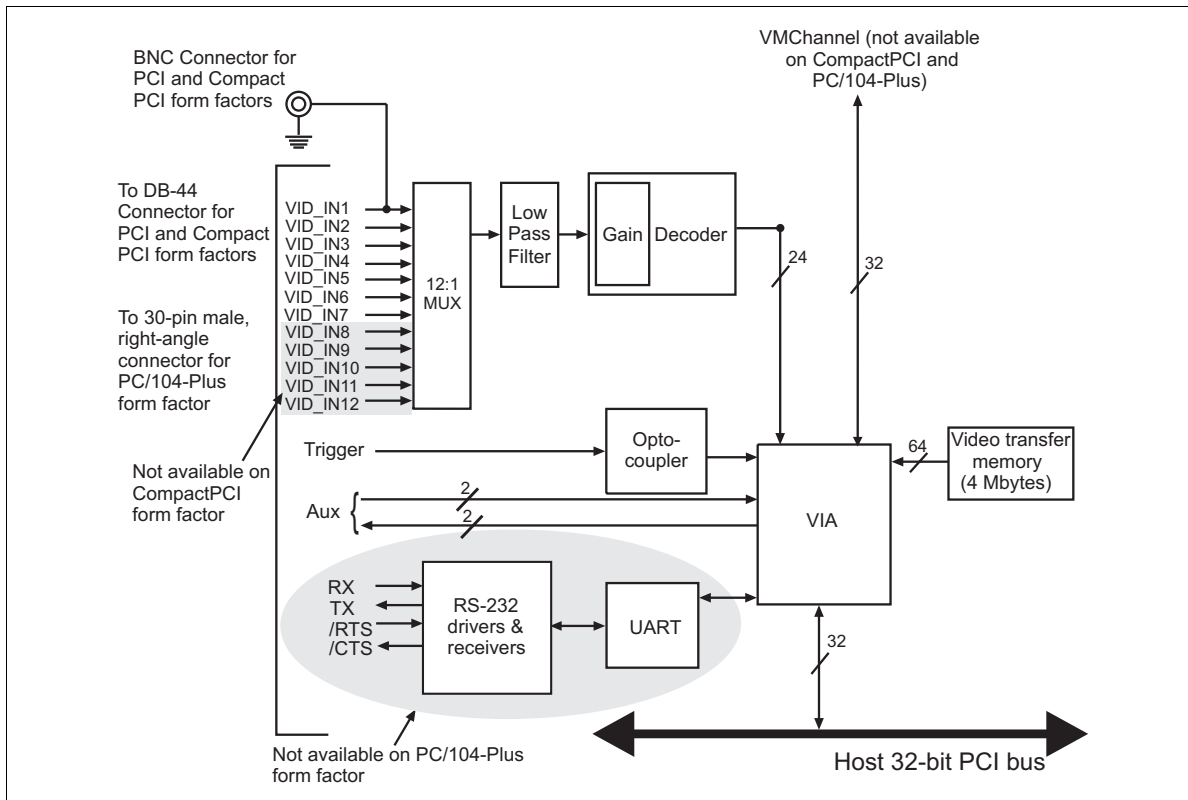 BNC Connector for
PCI and Compact
PCI form factors
VMChannel (not available
on CompactPCI and
PC/104-Plus)
To DB-44
Connector for
PCI and Compact
PCI form factors
To 30-pin male,
right-angle
connector for
PC/104-Plus
form factor
Not available on
CompactPCI
form factor
VID_IN1
VID_IN2
VID_IN3
VID_IN4
VID_IN5
VID_IN6
VID_IN7
VID_IN8
VID_IN9
VID_IN10
VID_IN11
VID_IN12
12:1
MUX
Low
Pass
Filter
Gain
Decoder
24
32
Trigger
Opto-
coupler
Aux {
2
2
VIA
64
Video transfer
memory
(4 Mbytes)
RX
TX
/RTS
/CTS
RS-232
drivers &
receivers
UART
32
Not available on PC/104-Plus
form factor
Host 32-bit PCI bus